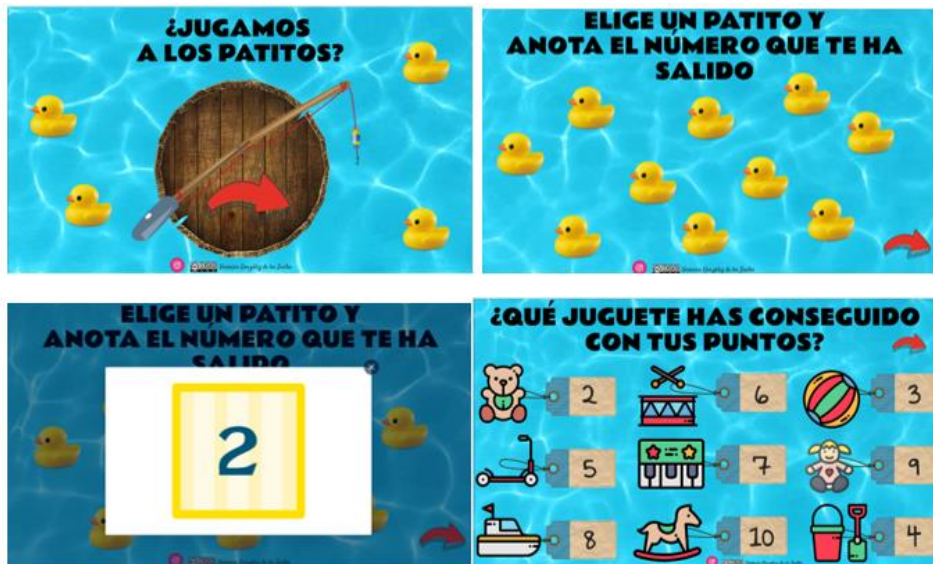 ¿JUGAMOS
A LOS PATITOS?
ELIGE UN PATITO Y
ANOTA EL NÚMERO QUE TE HA
SALIDO
ELIGE UN PATITO Y
ANOTA EL NÚMERO QUE TE HA
SALIDO
2
¿QUÉ JUGUETE HAS CONSEGUIDO
CON TUS PUNTOS?
2
6
3
5
7
9
8
10
4